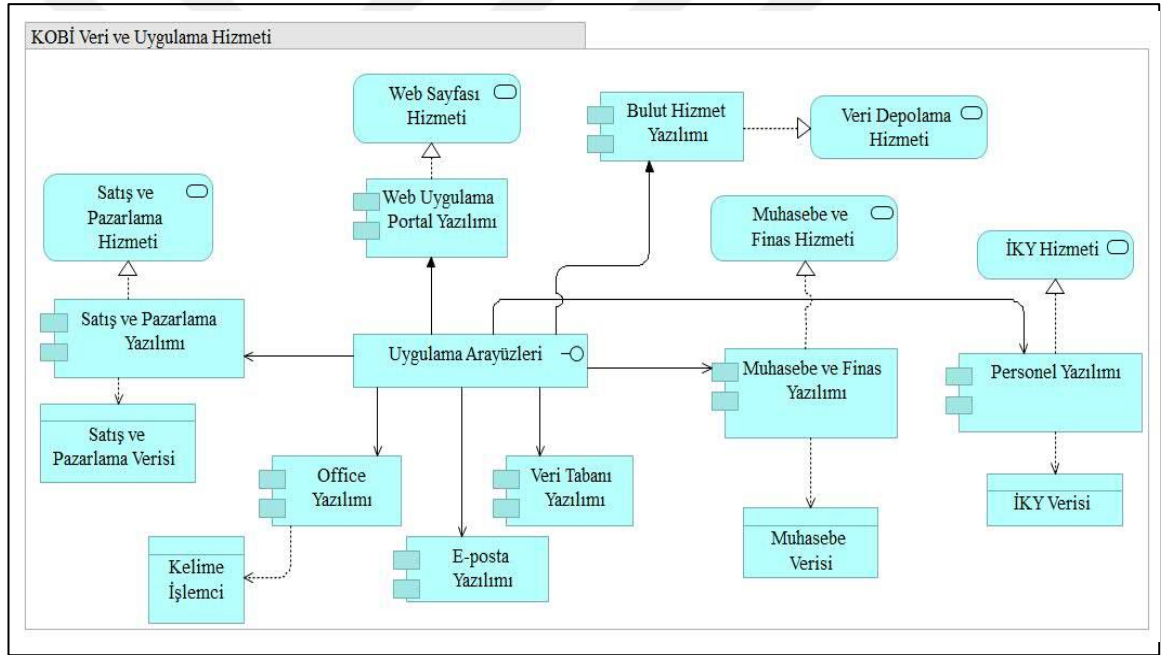 KOBİ Veri ve Uygulama Hizmeti
Web Sayfası
Hizmeti
Bulut Hizmet
Yazılımı
Veri Depolama
Hizmeti
Satış ve
Pazarlama
Hizmeti
Web Uygulama
Portal Yazılımı
Muhasebe ve
Finas Hizmeti
İKY Hizmeti
Satış ve Pazarlama
Yazılımı
Uygulama Arayüzleri
Muhasebe ve Finas
Yazılımı
Personel Yazılımı
Satış ve
Pazarlama Verisi
Office
Yazılımı
Veri Tabanı
Yazılımı
İKY Verisi
Kelime
İşlemci
E-posta
Yazılımı
Muhasebe
Verisi